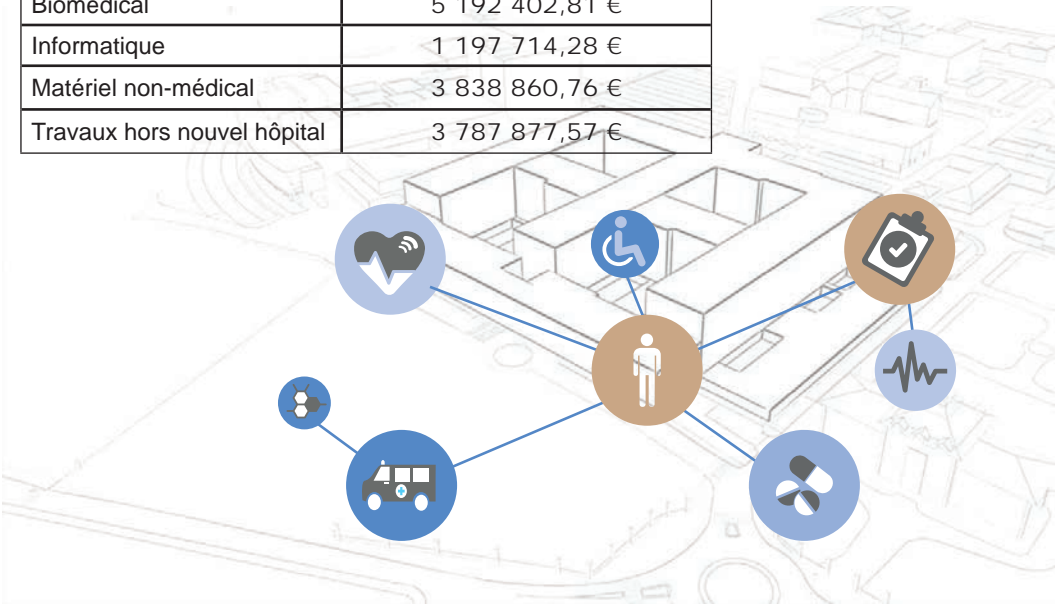 Biomédical 5 192 402,81 €
Informatique 1 197 714,28 €
Matériel non-médical 3 838 860,76 €
Travaux hors nouvel hôpital 3 787 877,57 €